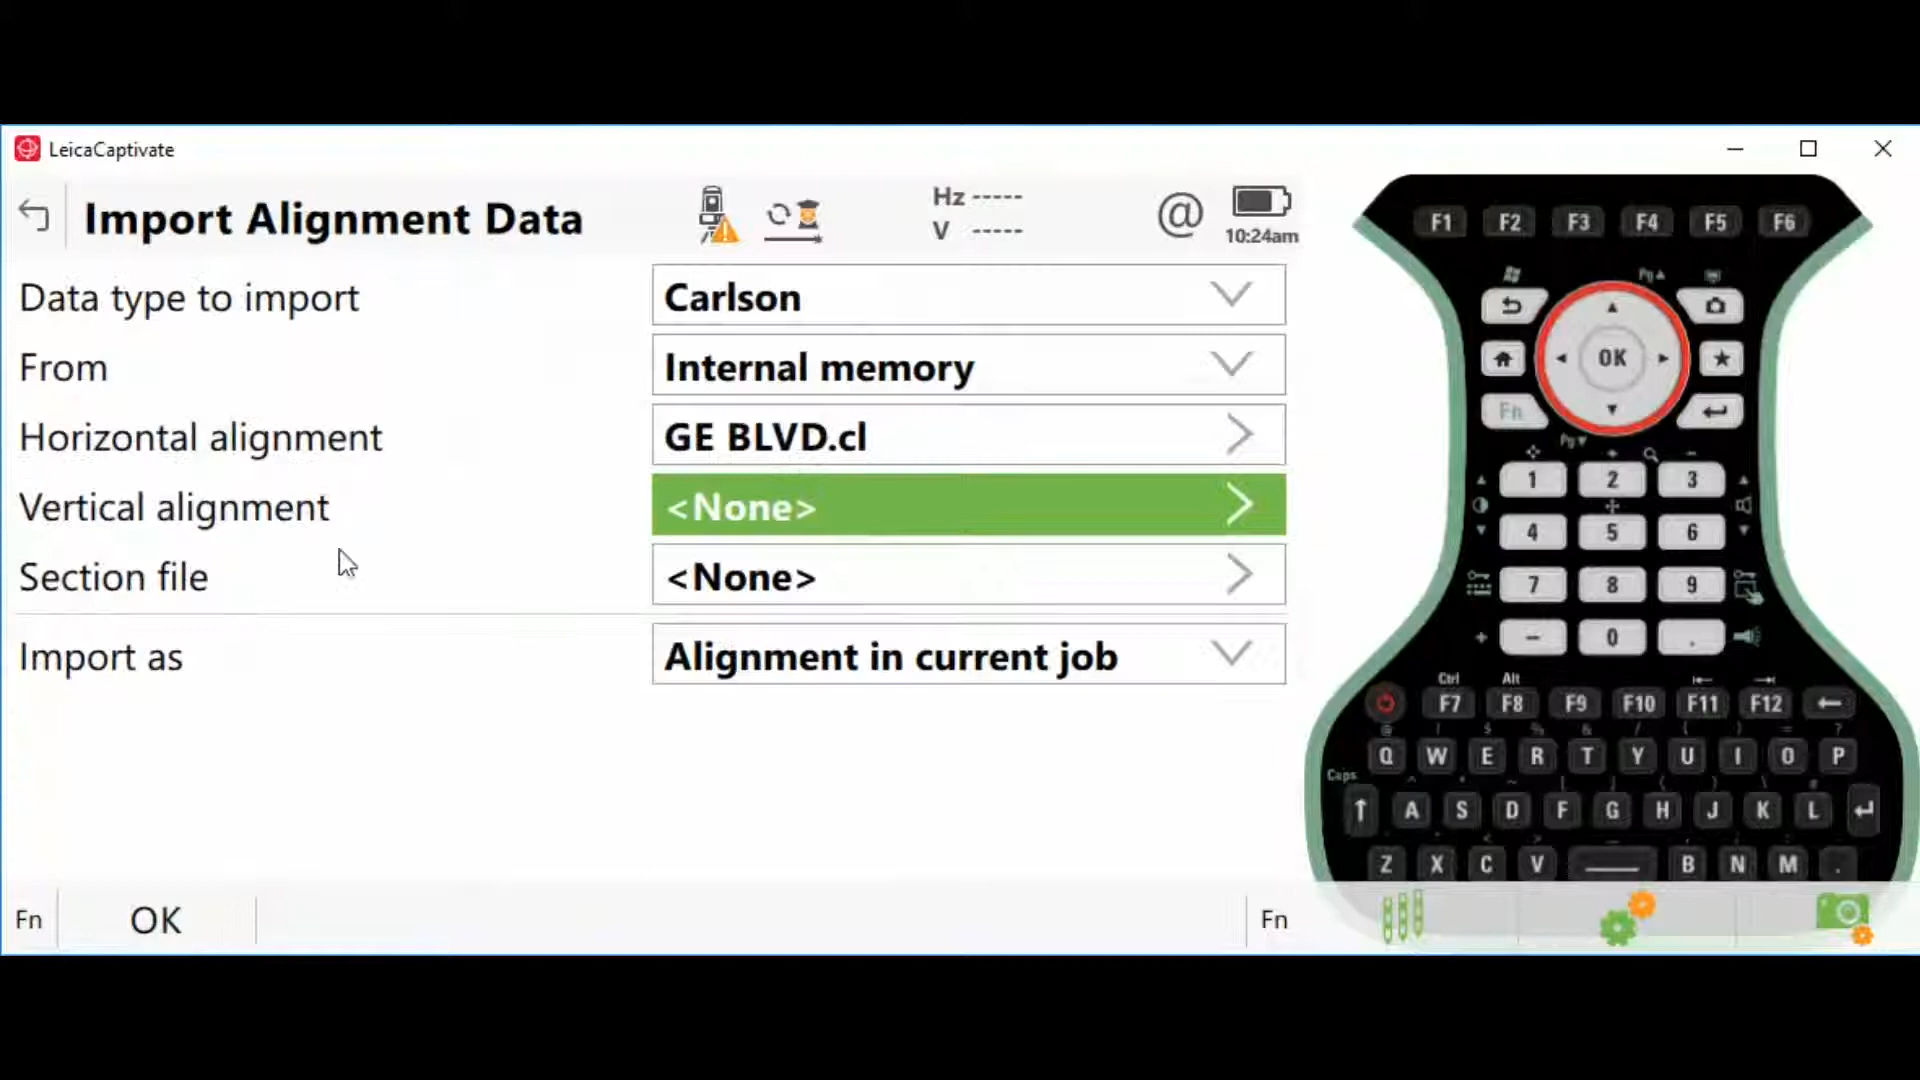 LeicaCaptivate
Import Alignment Data
Hz -----
V -----
@
10:24am
Data type to import
Carlson
From
Internal memory
Horizontal alignment
GE BLVD.cl
Vertical alignment
<None>
Section file
<None>
Import as
Alignment in current job
Fn
OK
Fn
F1 F2 F3 F4 F5 F6
Pg▲
OK
Fn
Pg▼
1 2 3
4 5 6
7 8 9
+ - 0 .
Ctrl Alt
F7 F8 F9 F10 F11 F12
Q W E R T Y U I O P
Caps
A S D F G H J K L
Z X C V B N M .